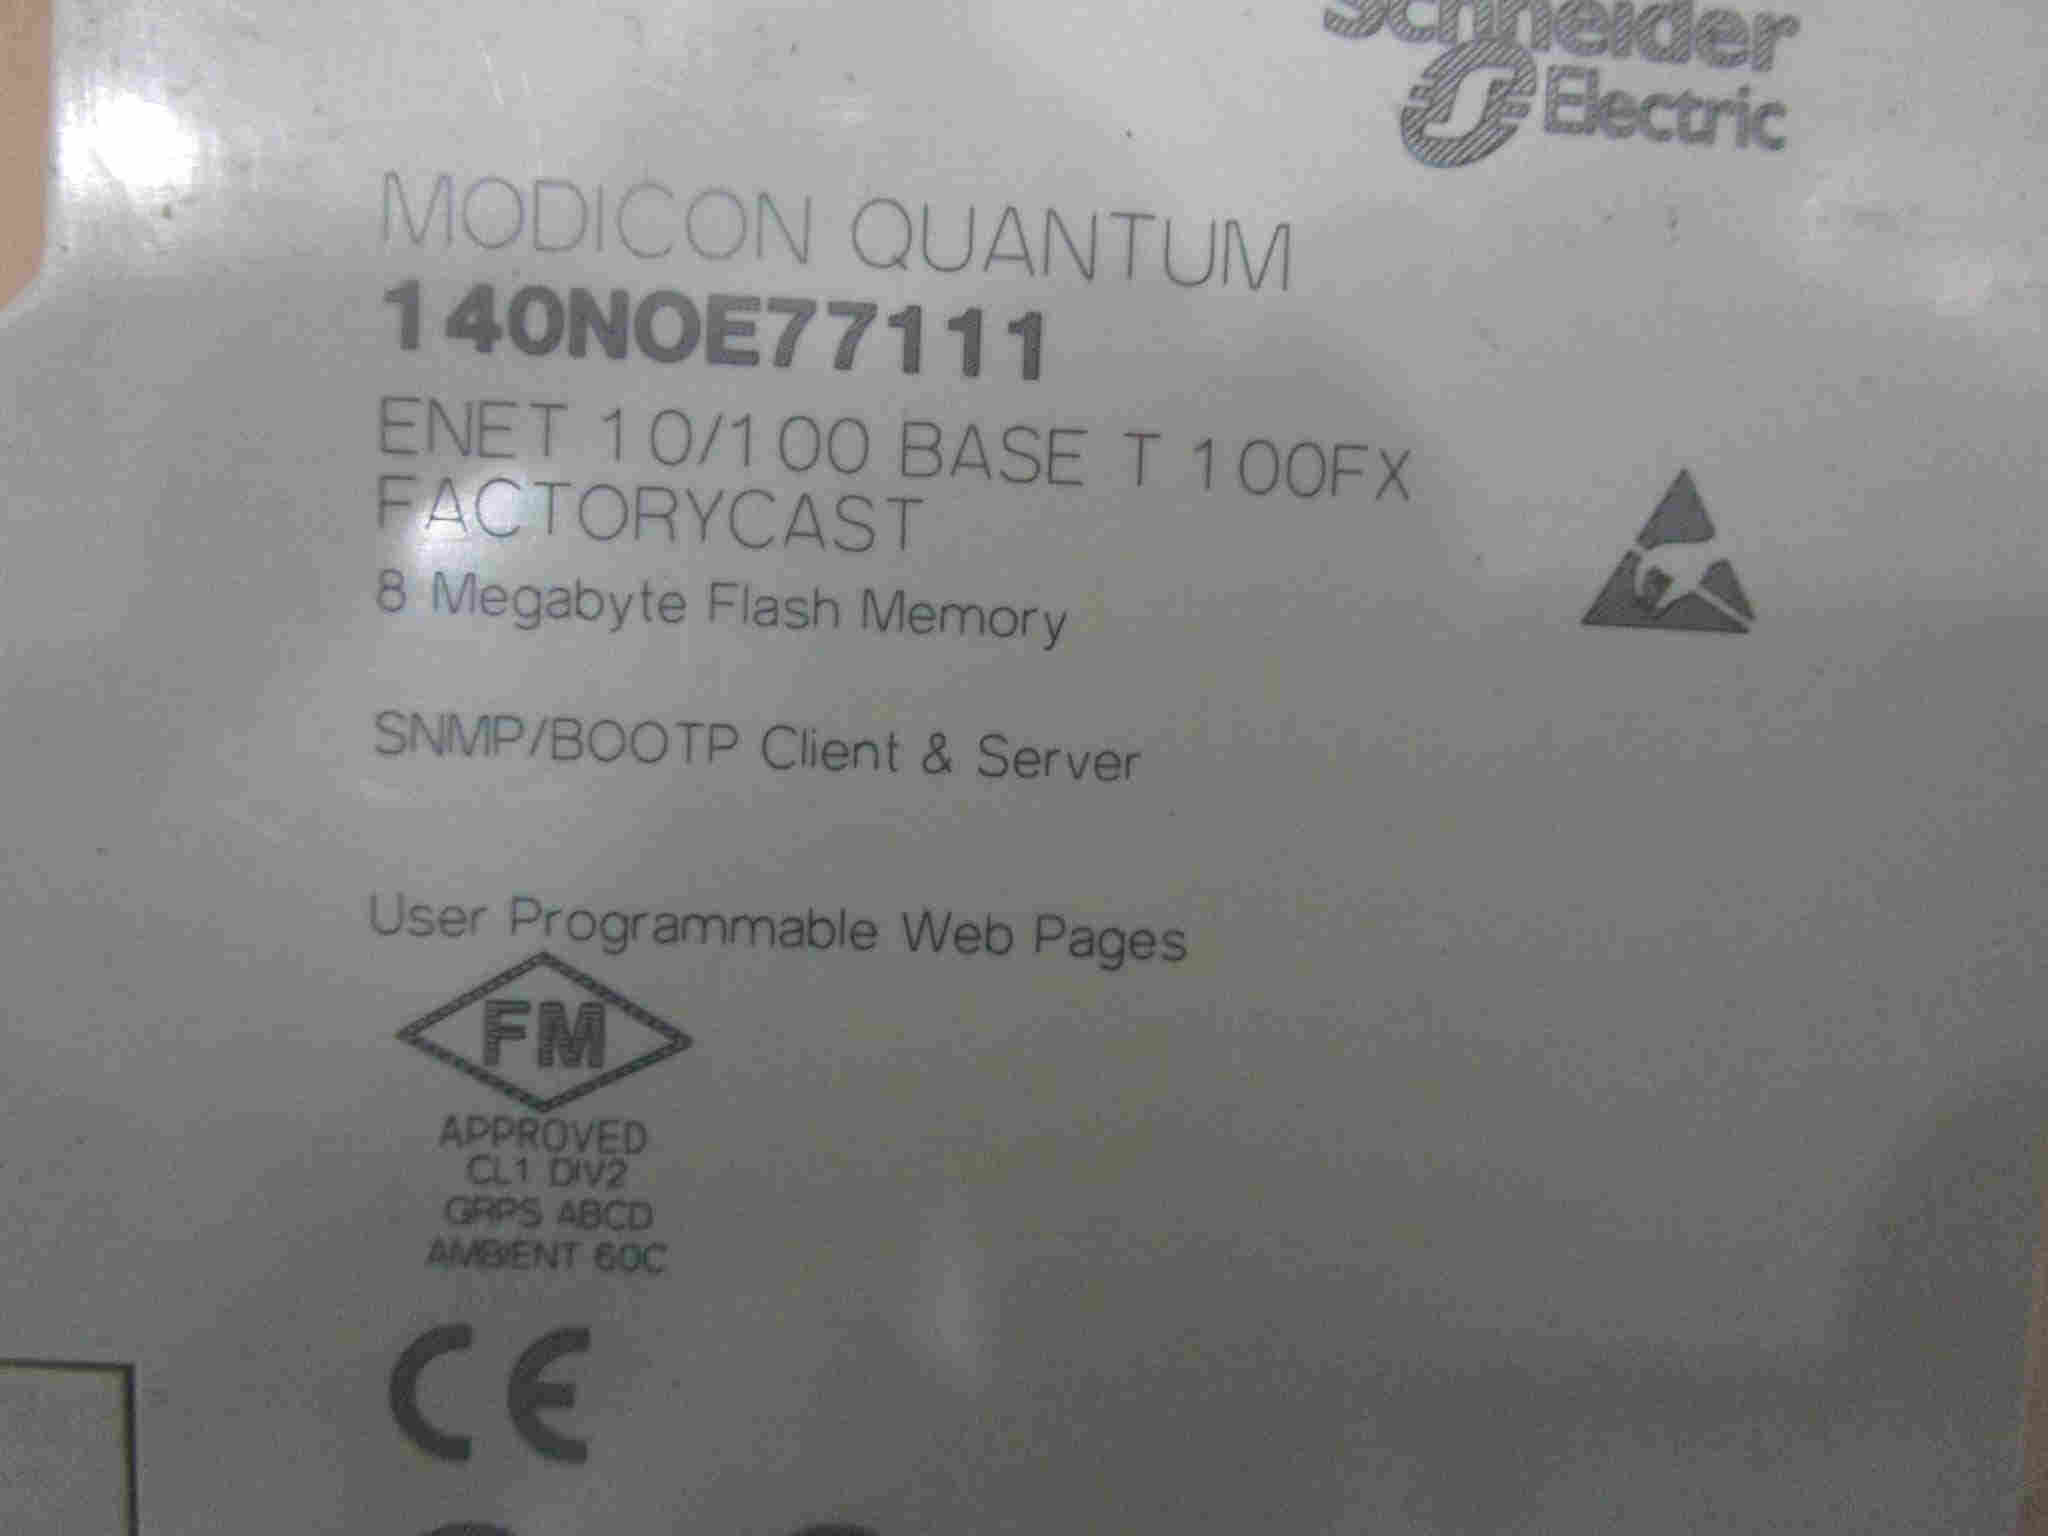 Schneider
Electric
MODICON QUANTUM
140NOE77111
ENET 10/100 BASE T 100FX
FACTORYCAST
8 Megabyte Flash Memory
SNMP/BOOTP Client & Server
User Programmable Web Pages
FM
APPROVED
CL1 DIV2
GRPS ABCD
AMBIENT 60C
CE